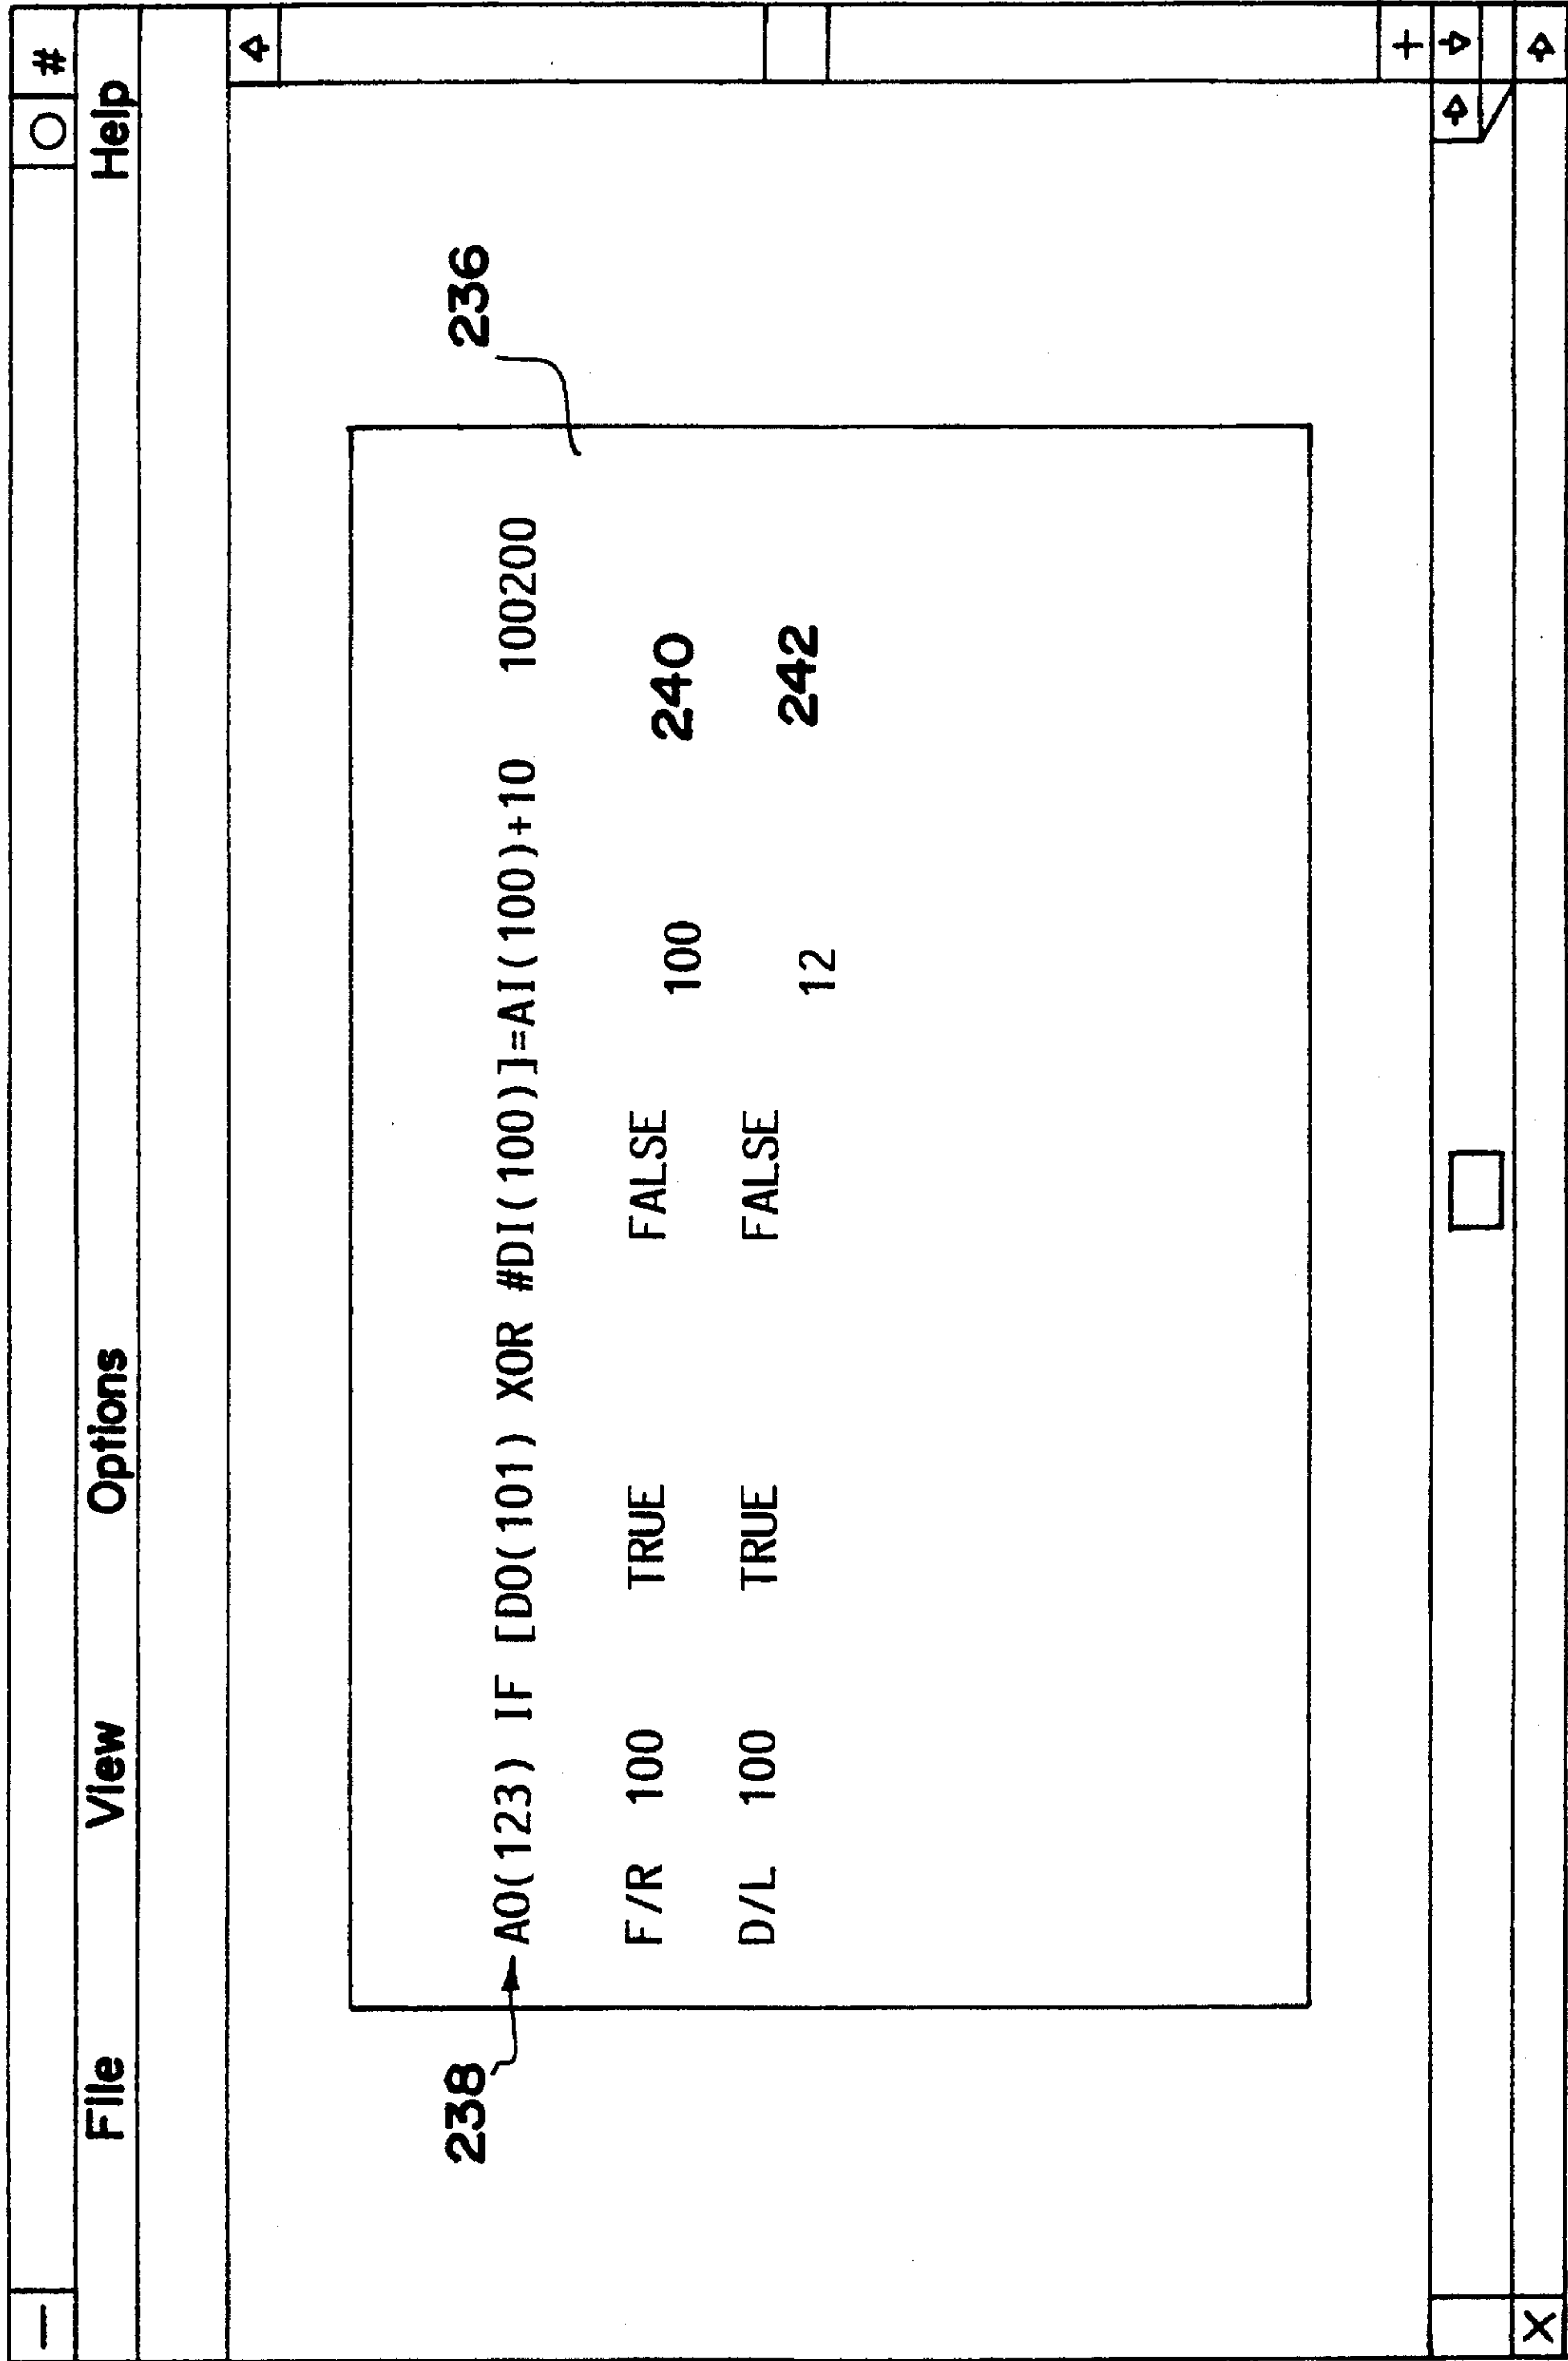 — ○ #
File View Options Help
236
238 AO(123) IF [DO(101) XOR #DI(100)]=AI(100)+10 100200
F/R 100 TRUE FALSE 100 240
D/L 100 TRUE FALSE 12 242
+
X